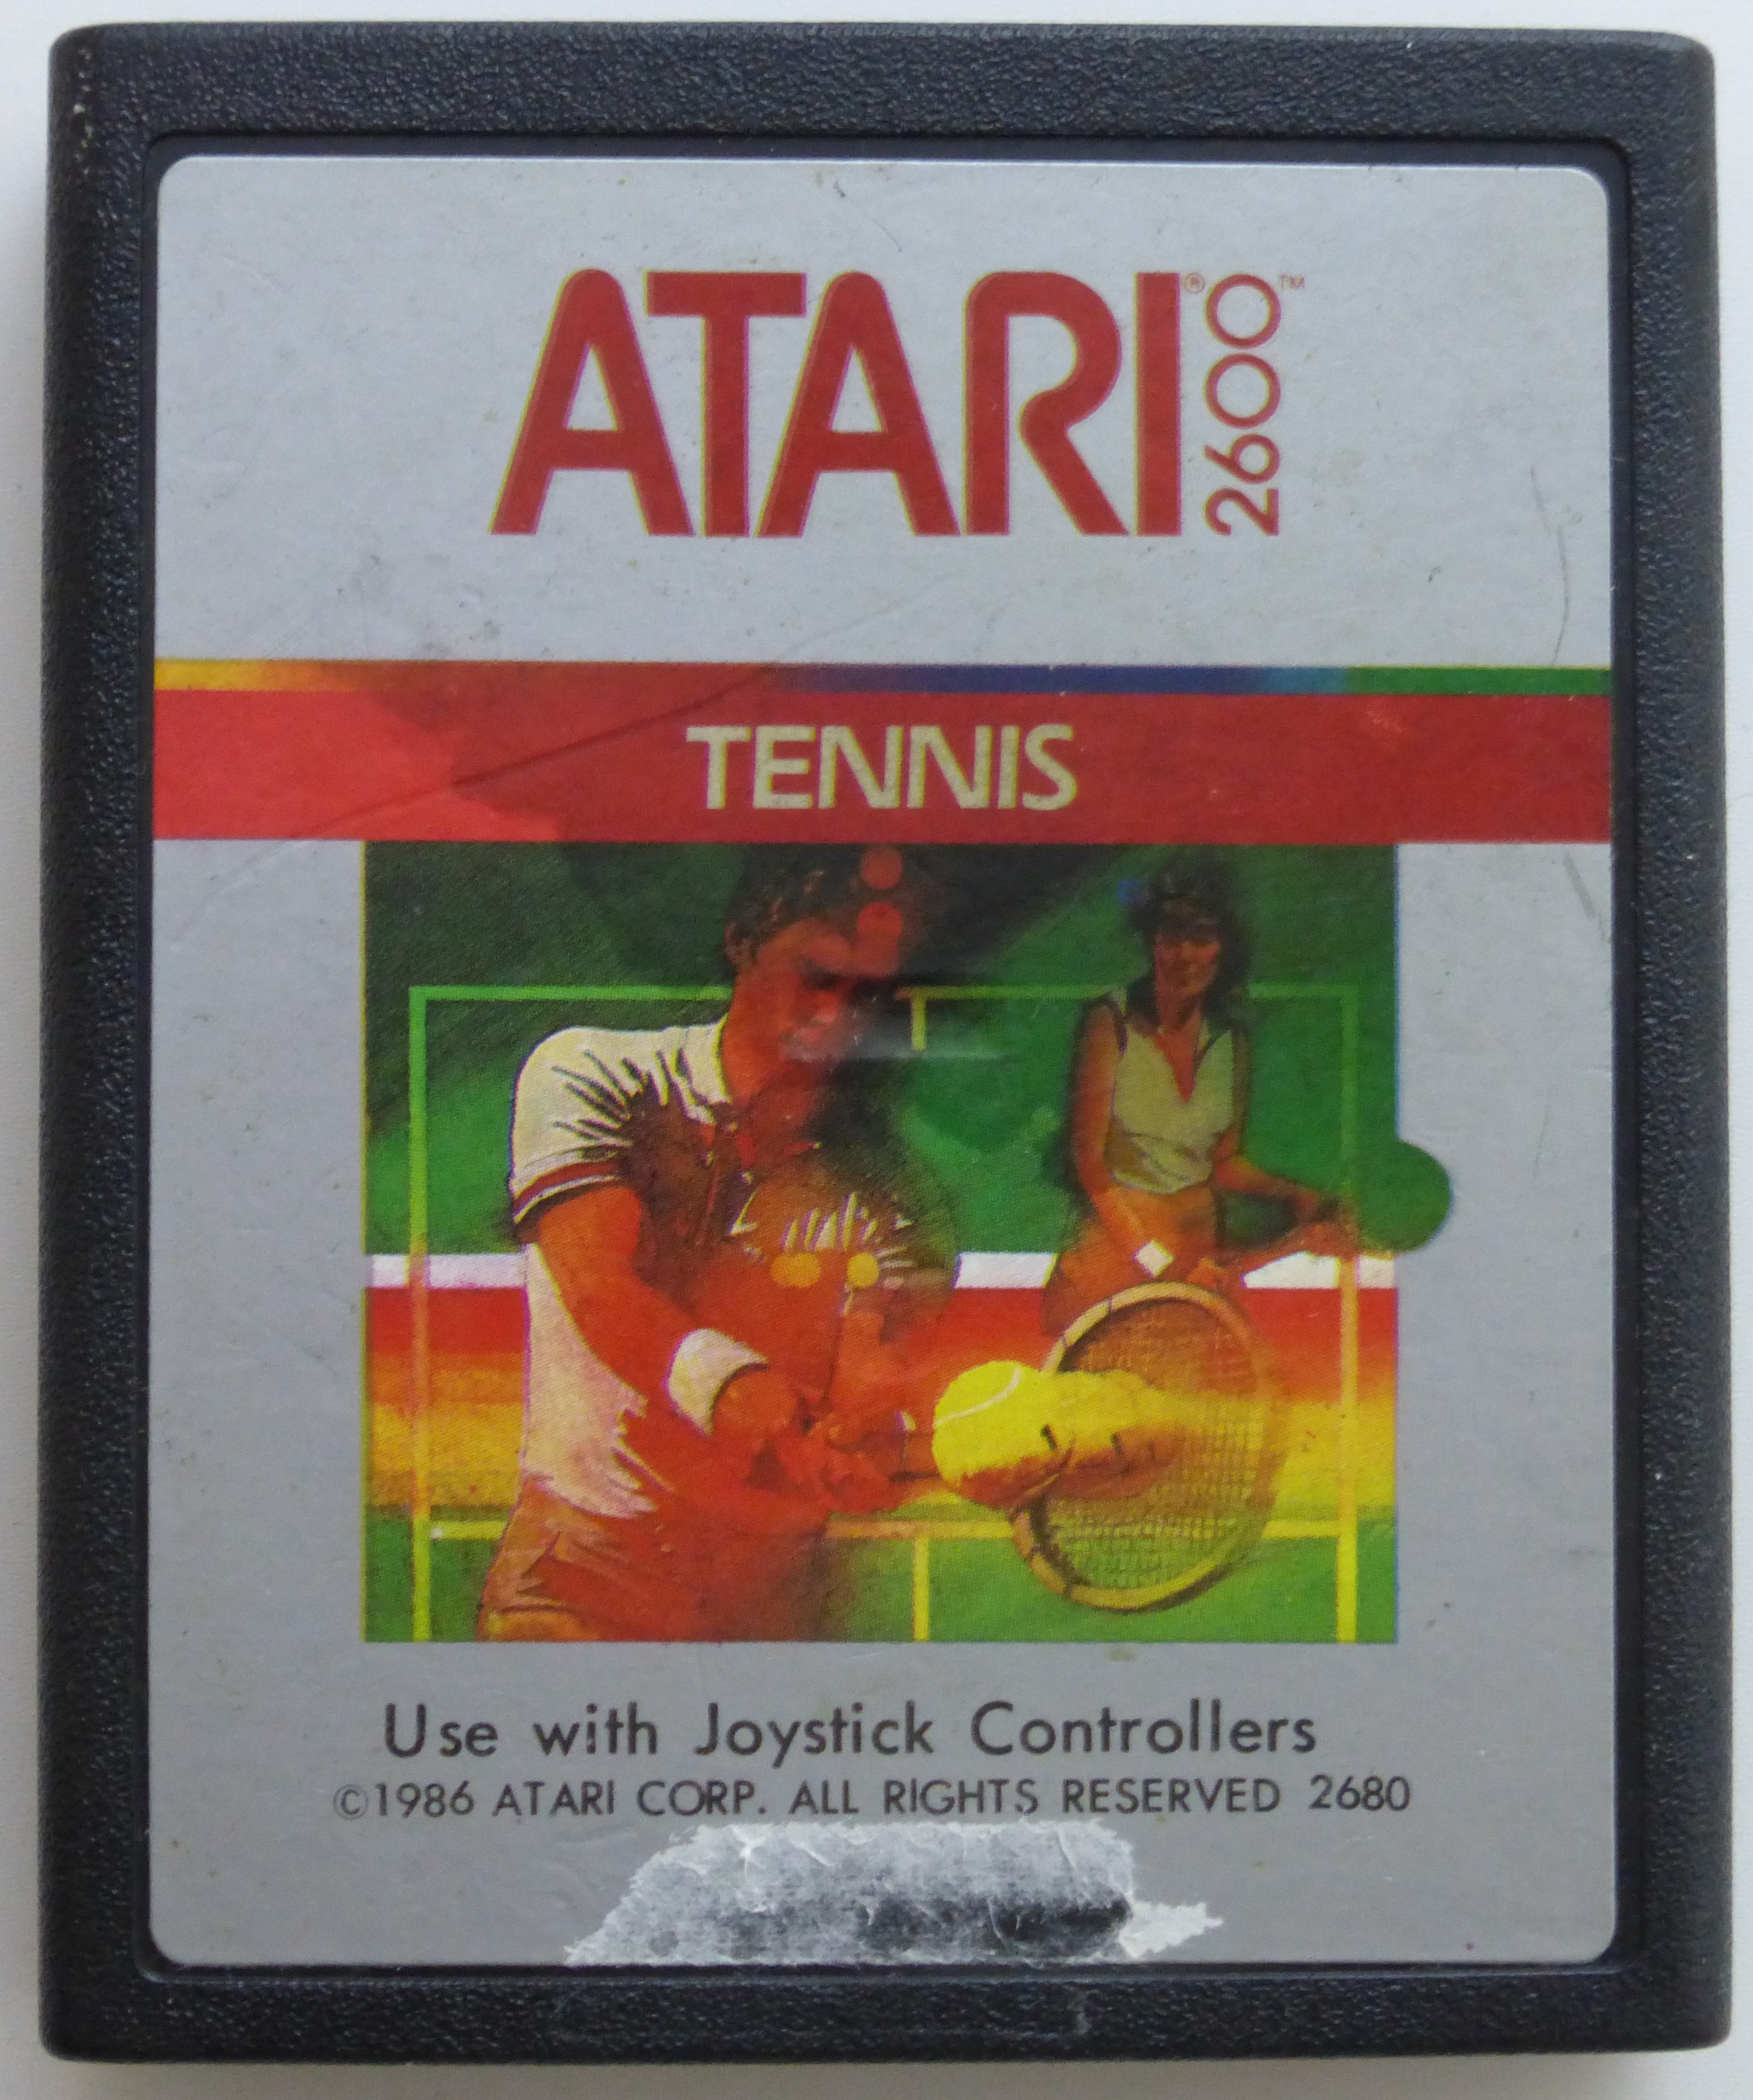 ATARI® 2600™
TENNIS
Use with Joystick Controllers
©1986 ATARI CORP. ALL RIGHTS RESERVED 2680